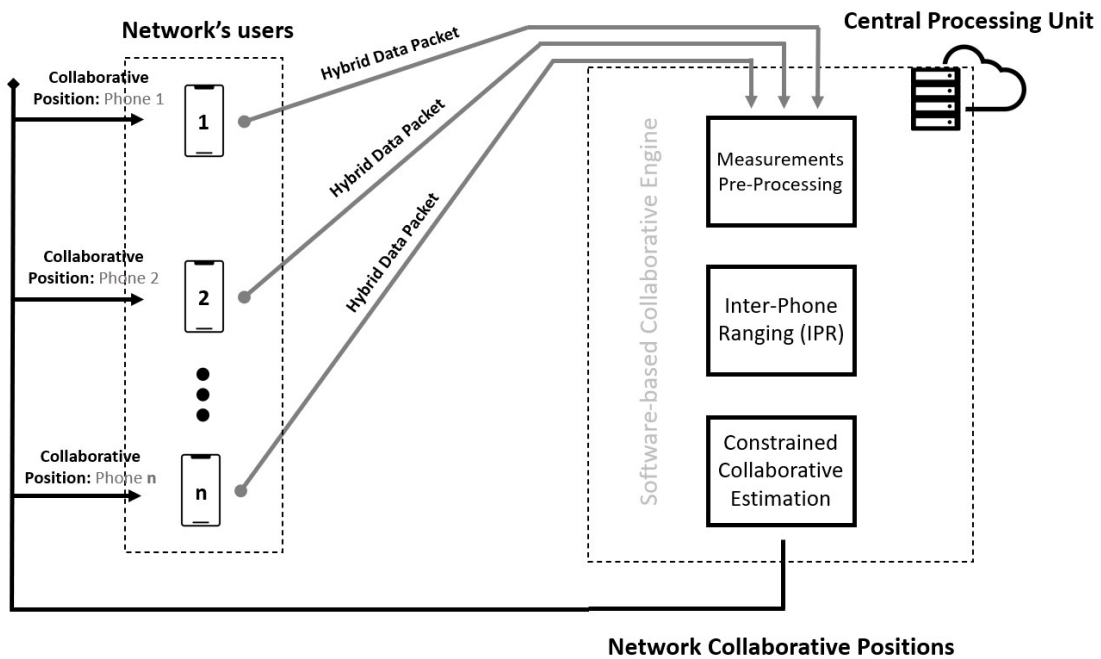 Network's users
Central Processing Unit
Collaborative
Position: Phone 1
1
Hybrid Data Packet
Collaborative
Position: Phone 2
2
Hybrid Data Packet
Collaborative
Position: Phone n
n
Hybrid Data Packet
Software-based Collaborative Engine
Measurements
Pre-Processing
Inter-Phone
Ranging (IPR)
Constrained
Collaborative
Estimation
Network Collaborative Positions